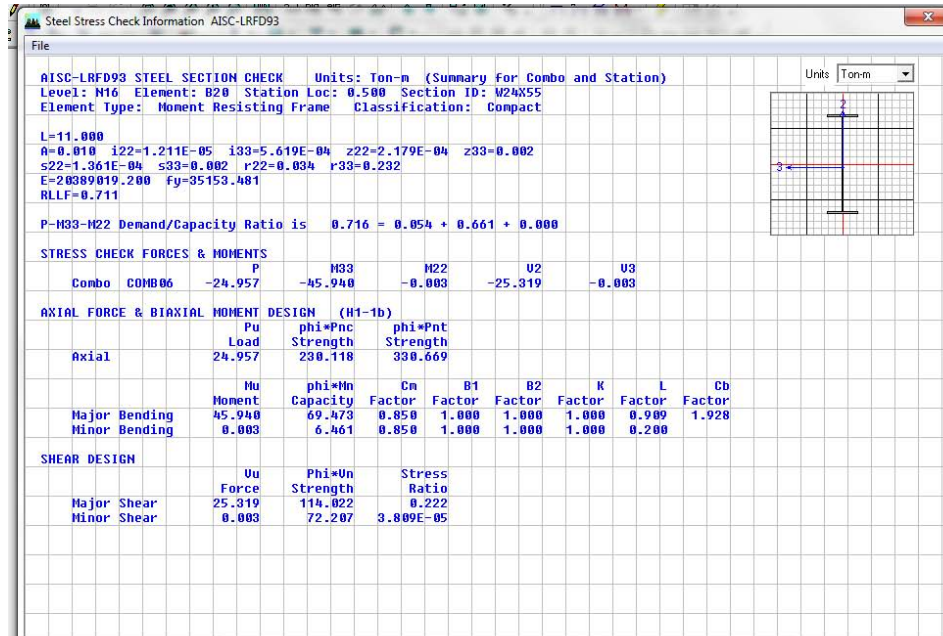 Steel Stress Check Information AISC-LRFD93
File
Units Ton-m
AISC-LRFD93 STEEL SECTION CHECK Units: Ton-m (Summary for Combo and Station)
Level: N16 Element: B20 Station Loc: 0.500 Section ID: W24X55
Element Type: Moment Resisting Frame Classification: Compact
2
3
L=11.000
A=0.010 i22=1.211E-05 i33=5.619E-04 z22=2.179E-04 z33=0.002
s22=1.361E-04 s33=0.002 r22=0.034 r33=0.232
E=20389019.200 fy=35153.481
RLLF=0.711
P-M33-M22 Demand/Capacity Ratio is 0.716 = 0.054 + 0.661 + 0.000
STRESS CHECK FORCES & MOMENTS
P M33 M22 V2 V3
Combo COMB06 -24.957 -45.940 -0.003 -25.319 -0.003
AXIAL FORCE & BIAXIAL MOMENT DESIGN (H1-1b)
Pu phi*Pnc phi*Pnt
Load Strength Strength
Axial 24.957 230.118 330.669
Mu phi*Mn Cm B1 B2 K L Cb
Moment Capacity Factor Factor Factor Factor Factor Factor
Major Bending 45.940 69.473 0.850 1.000 1.000 1.000 0.909 1.928
Minor Bending 0.003 6.461 0.850 1.000 1.000 1.000 0.200
SHEAR DESIGN
Vu Phi*Vn Stress
Force Strength Ratio
Major Shear 25.319 114.022 0.222
Minor Shear 0.003 72.207 3.809E-05